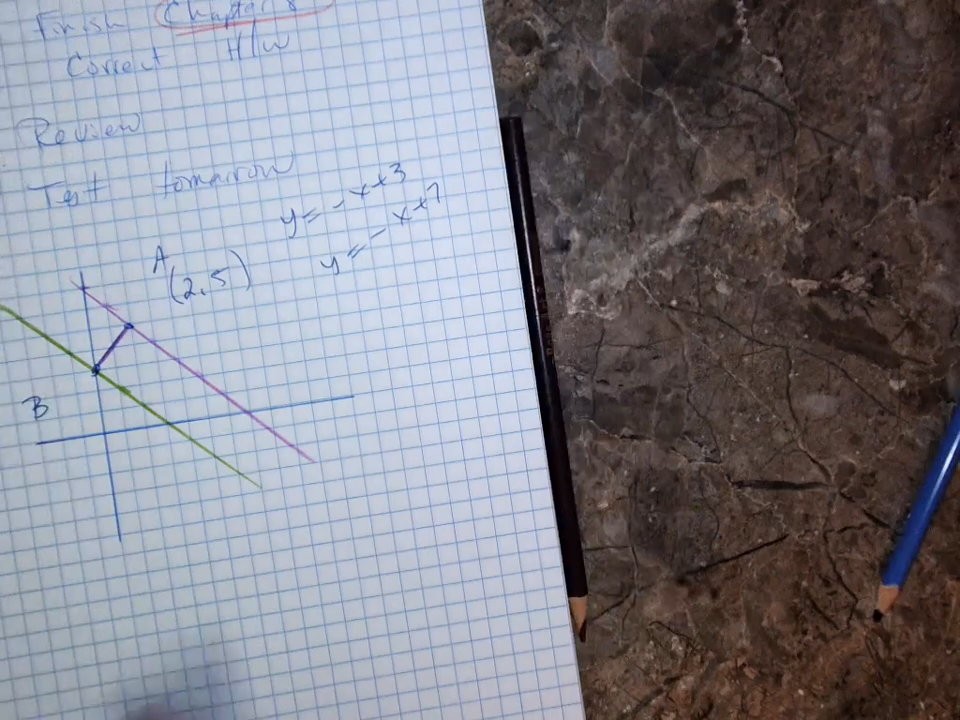 Finish Chapter 8
Correct H/w
Review
Test tomorrow
y = -x+3
y = -x+7
A
(2,5)
B